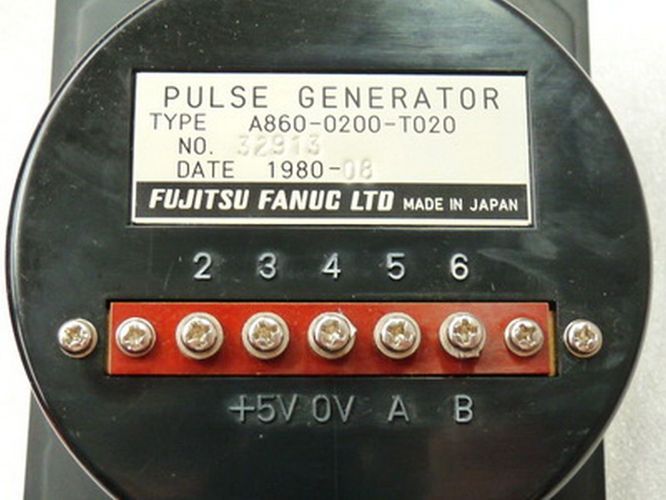 PULSE GENERATOR
TYPE A860-0200-T020
NO. 32913
DATE 1980-08
FUJITSU FANUC LTD MADE IN JAPAN
2 3 4 5 6
+5V 0V A B